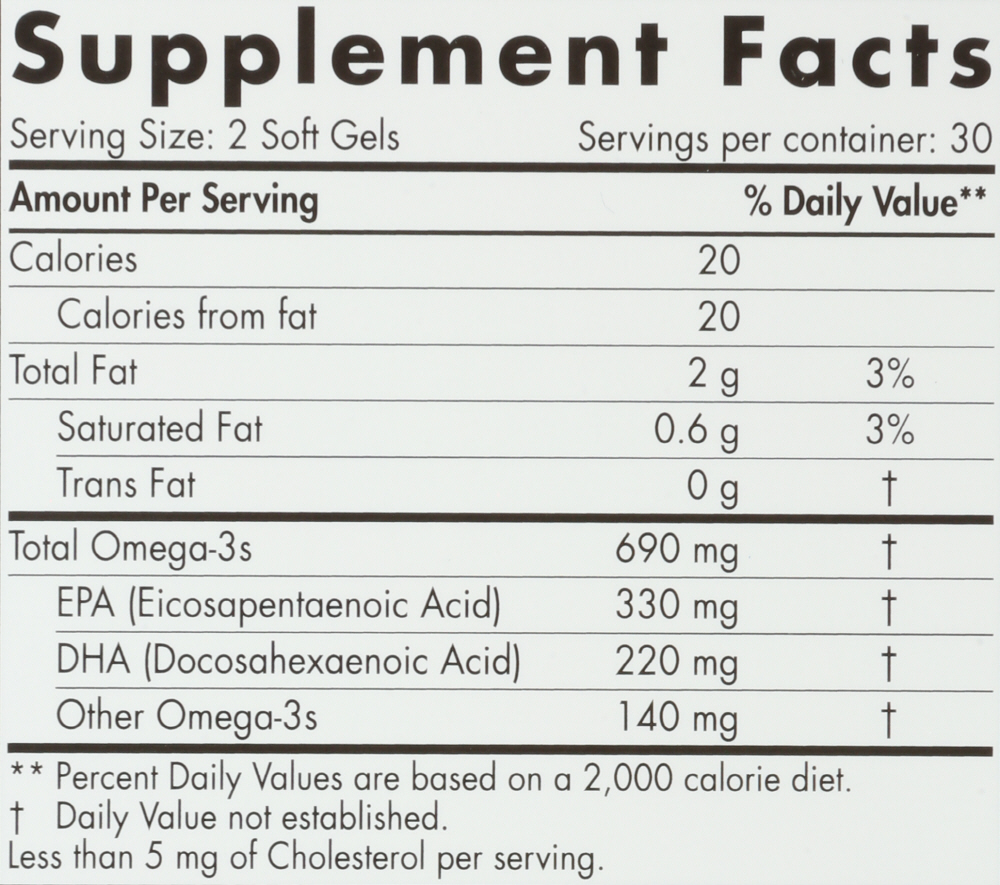 Supplement Facts
Serving Size: 2 Soft Gels Servings per container: 30
Amount Per Serving % Daily Value**
Calories 20
Calories from fat 20
Total Fat 2 g 3%
Saturated Fat 0.6 g 3%
Trans Fat 0 g †
Total Omega-3s 690 mg †
EPA (Eicosapentaenoic Acid) 330 mg †
DHA (Docosahexaenoic Acid) 220 mg †
Other Omega-3s 140 mg †
** Percent Daily Values are based on a 2,000 calorie diet.
† Daily Value not established.
Less than 5 mg of Cholesterol per serving.